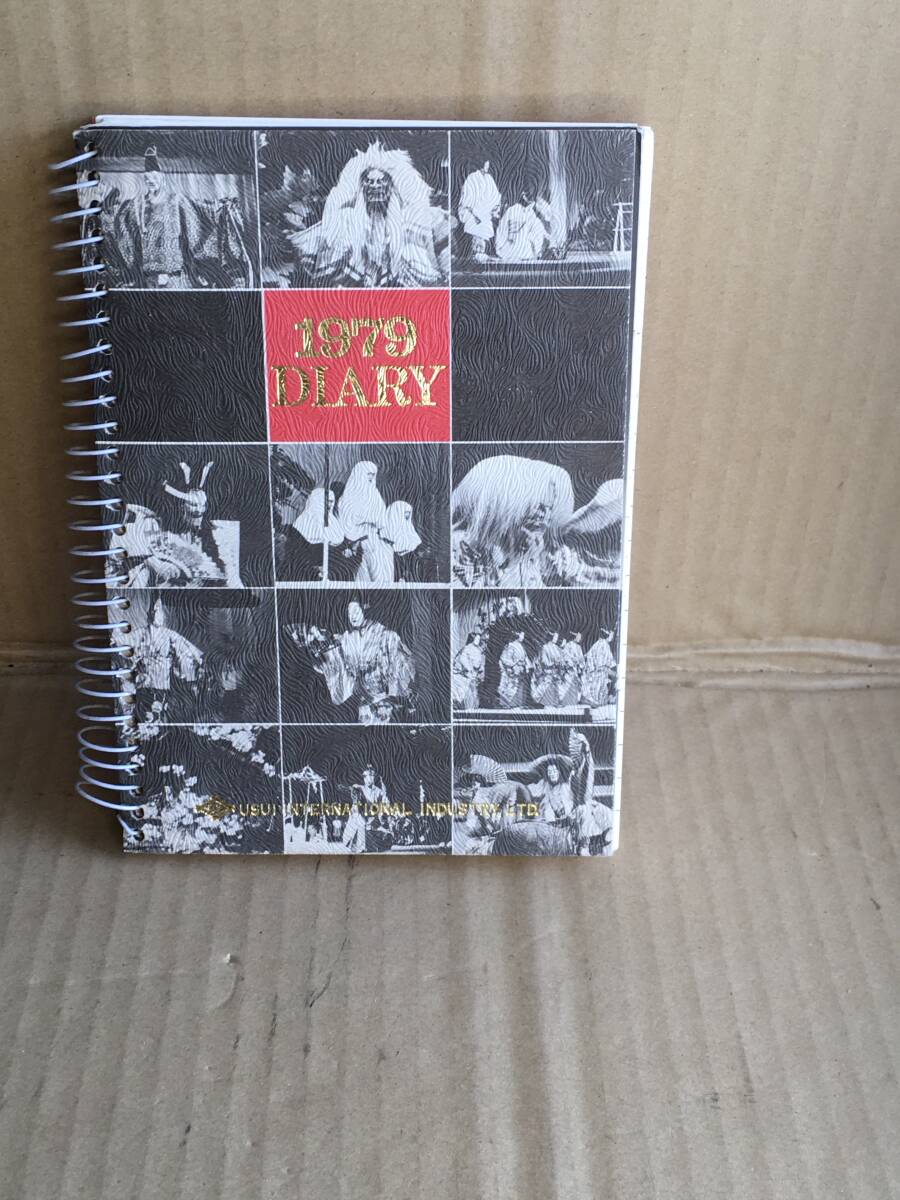 1979
DIARY
USUI INTERNATIONAL INDUSTRY, LTD.